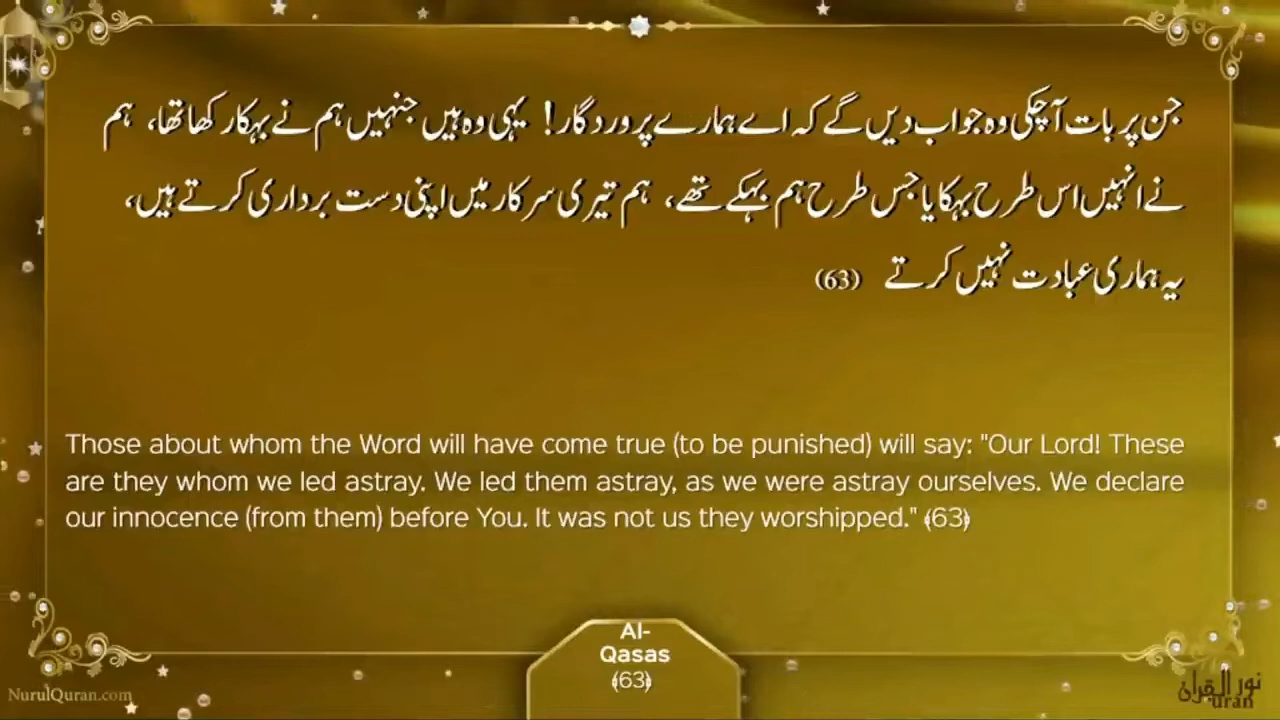 جن پر بات آچکی وہ جواب دیں گے کہ اے ہمارے پروردگار! یہی وہ ہیں جنہیں ہم نے بہکا رکھا تھا، ہم
نے انہیں اس طرح بہکایا جس طرح ہم بہکے تھے، ہم تیری سرکار میں اپنی دست برداری کرتے ہیں،
یہ ہماری عبادت نہیں کرتے (63)
Those about whom the Word will have come true (to be punished) will say: "Our Lord! These
are they whom we led astray. We led them astray, as we were astray ourselves. We declare
our innocence (from them) before You. It was not us they worshipped." ﴾63﴿
Al-
Qasas
﴾63﴿
NurulQuran.com
نور القرآن
uran